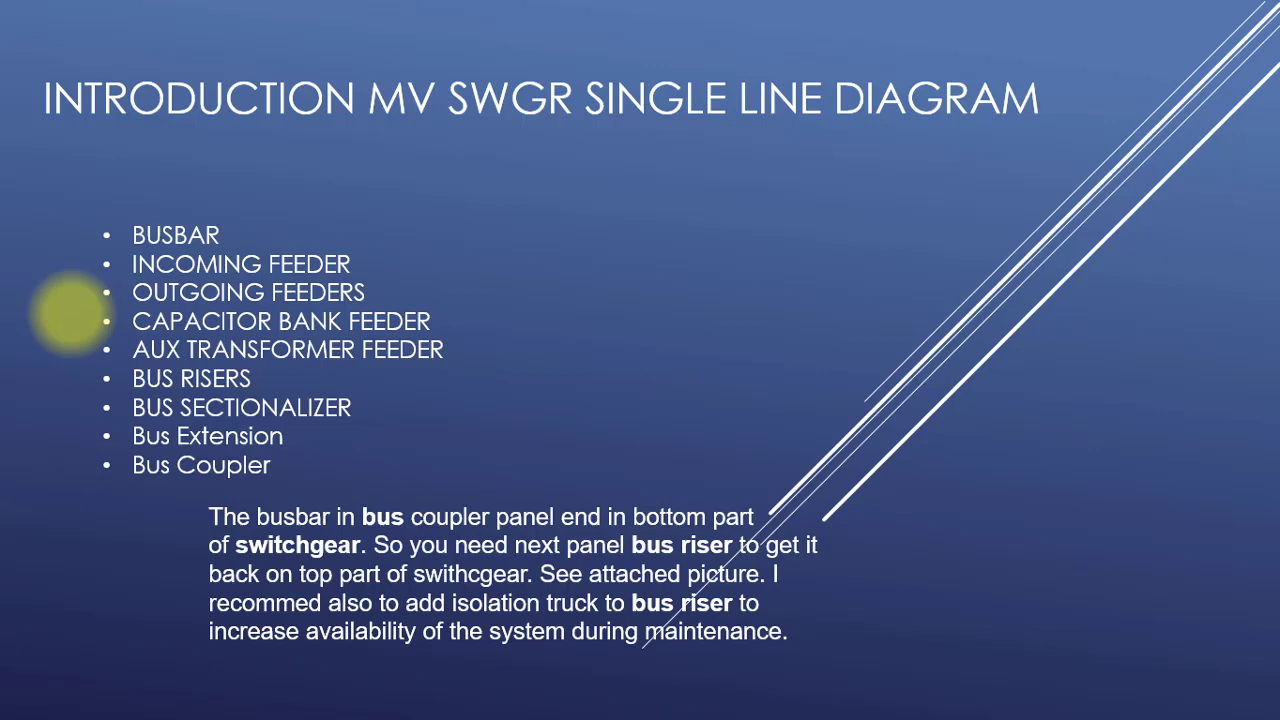 INTRODUCTION MV SWGR SINGLE LINE DIAGRAM
• BUSBAR
• INCOMING FEEDER
• OUTGOING FEEDERS
• CAPACITOR BANK FEEDER
• AUX TRANSFORMER FEEDER
• BUS RISERS
• BUS SECTIONALIZER
• Bus Extension
• Bus Coupler
The busbar in bus coupler panel end in bottom part
of switchgear. So you need next panel bus riser to get it
back on top part of swithcgear. See attached picture. I
recommed also to add isolation truck to bus riser to
increase availability of the system during maintenance.